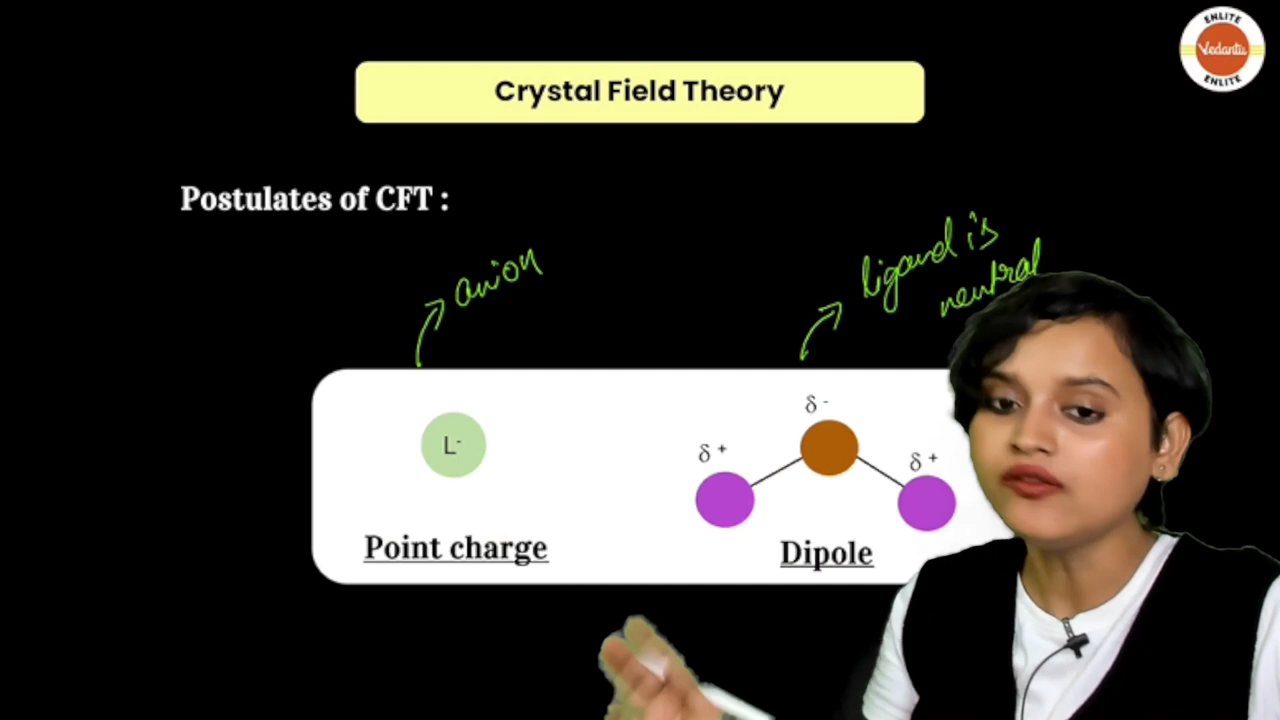 ENLITE
Vedantu
ENLITE
Crystal Field Theory
Postulates of CFT :
anion
ligand is
neutral
δ -
δ +
δ +
L-
Point charge
Dipole